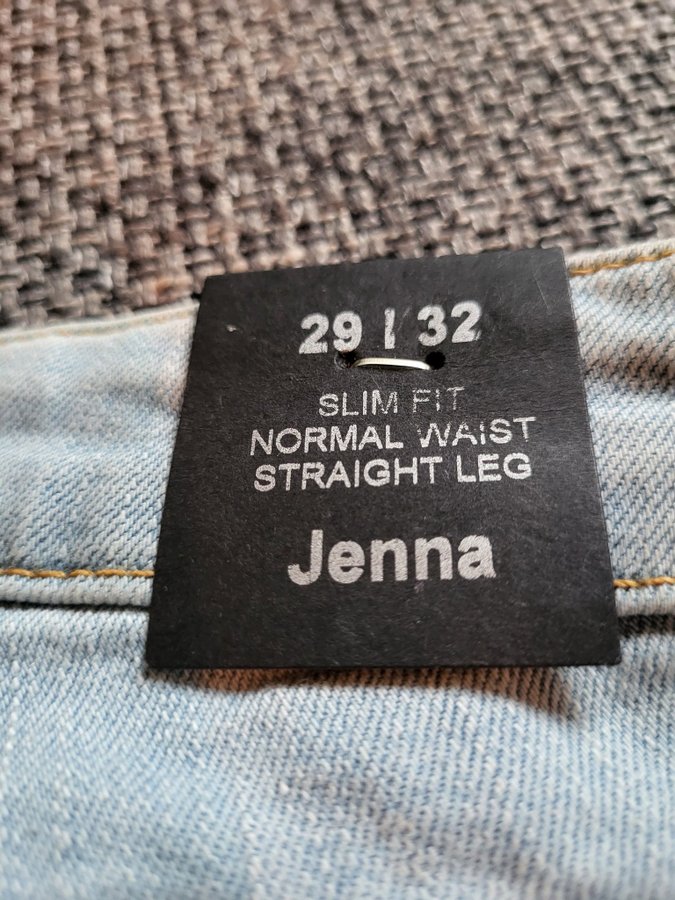 29 | 32
SLIM FIT
NORMAL WAIST
STRAIGHT LEG
Jenna